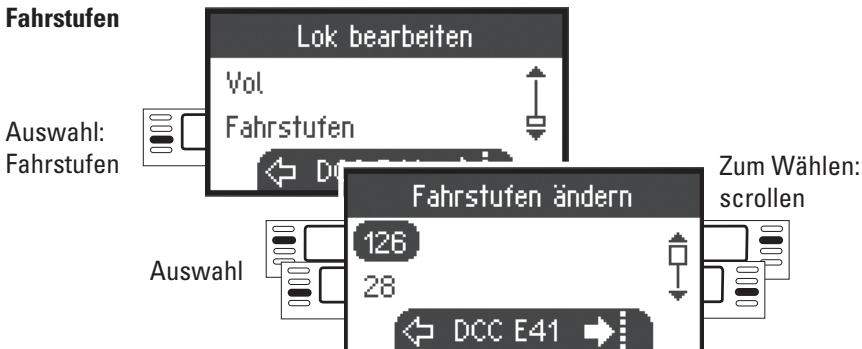 Fahrstufen
Lok bearbeiten
Vol
Auswahl:
Fahrstufen
Fahrstufen
Zum Wählen:
scrollen
Fahrstufen ändern
126
Auswahl
28
DCC E41